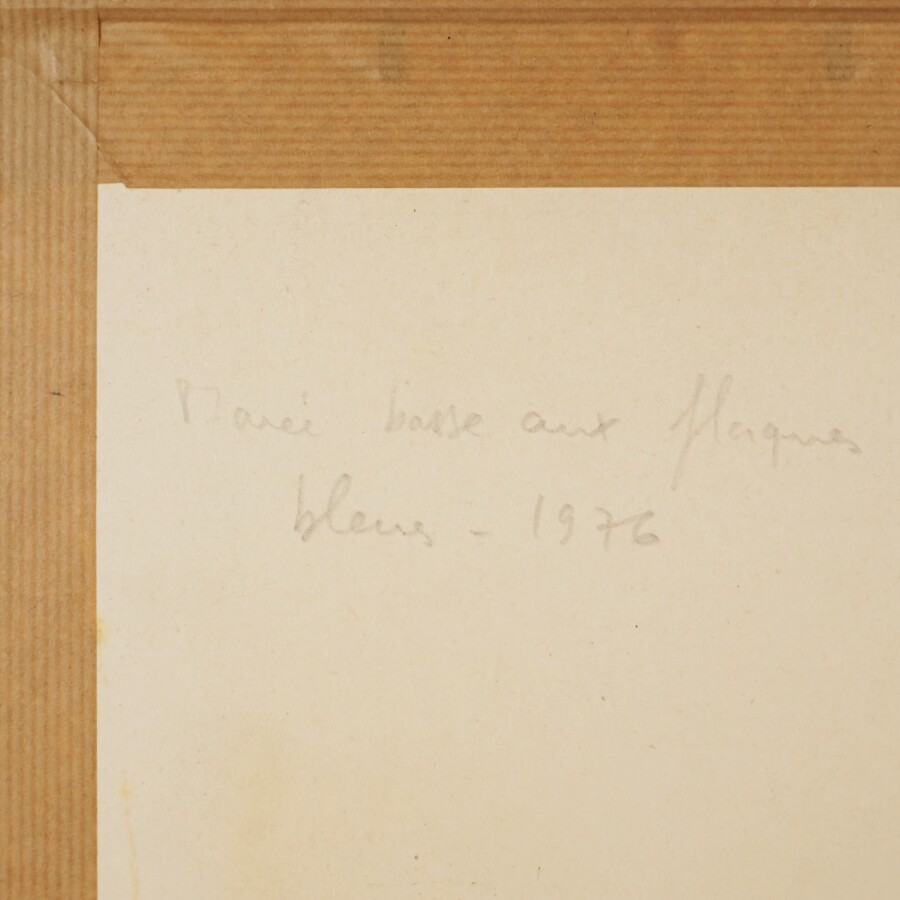 Marée basse aux flaques
bleues - 1976